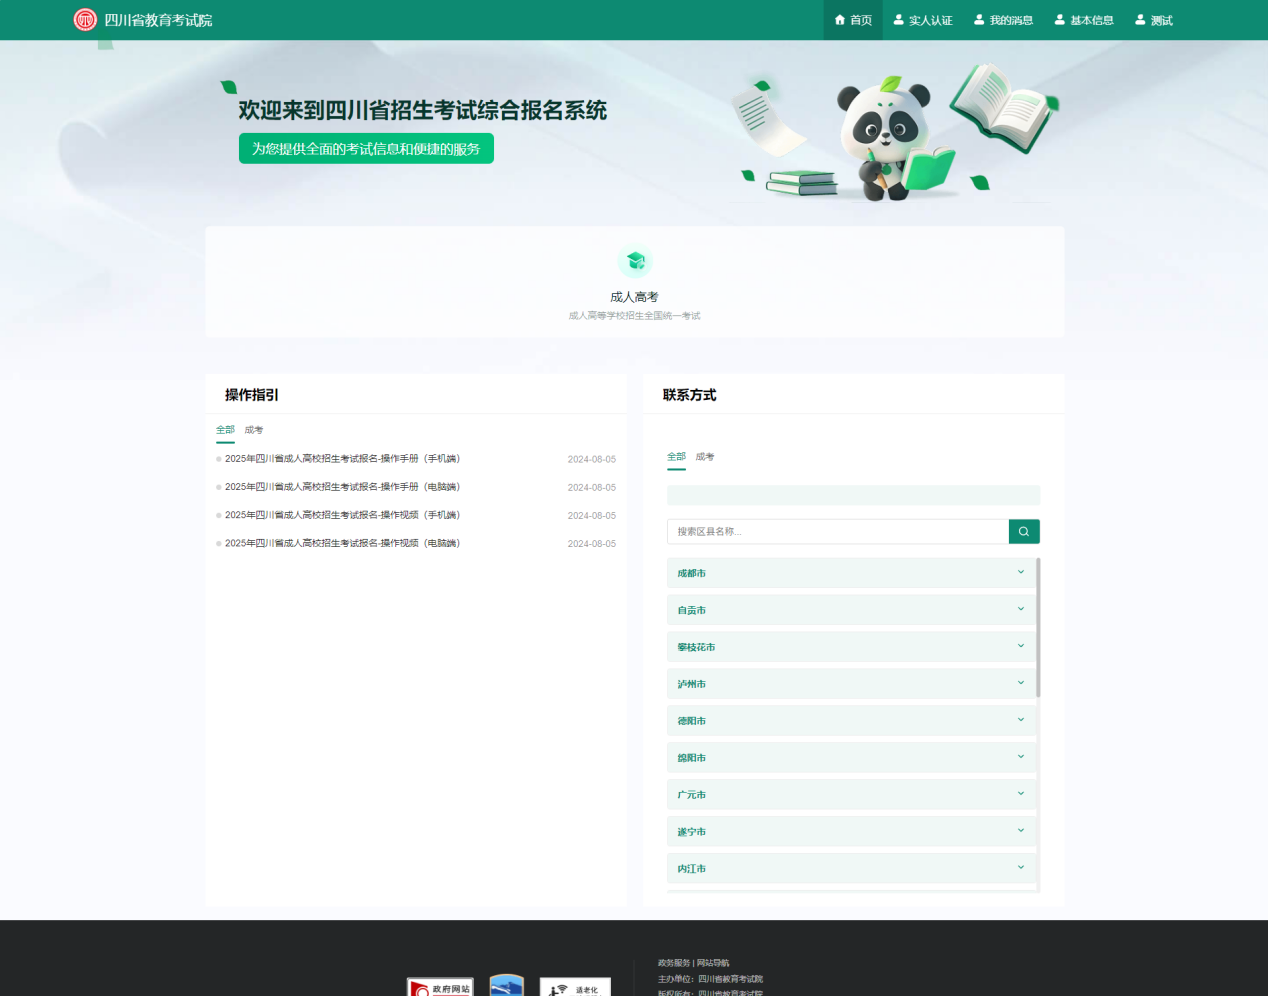 四川省教育考试院
首页
实人认证
我的消息
基本信息
测试
欢迎来到四川省招生考试综合报名系统
为您提供全面的考试信息和便捷的服务
成人高考
成人高等学校招生全国统一考试
操作指引
全部 成考
2025年四川省成人高校招生考试报名-操作手册（手机端） 2024-08-05
2025年四川省成人高校招生考试报名-操作手册（电脑端） 2024-08-05
2025年四川省成人高校招生考试报名-操作视频（手机端） 2024-08-05
2025年四川省成人高校招生考试报名-操作视频（电脑端） 2024-08-05
联系方式
全部 成考
搜索区县名称...
成都市
自贡市
攀枝花市
泸州市
德阳市
绵阳市
广元市
遂宁市
内江市
政府网站
适老化
政务服务 | 网站导航
主办单位：四川省教育考试院
版权所有：四川省教育考试院